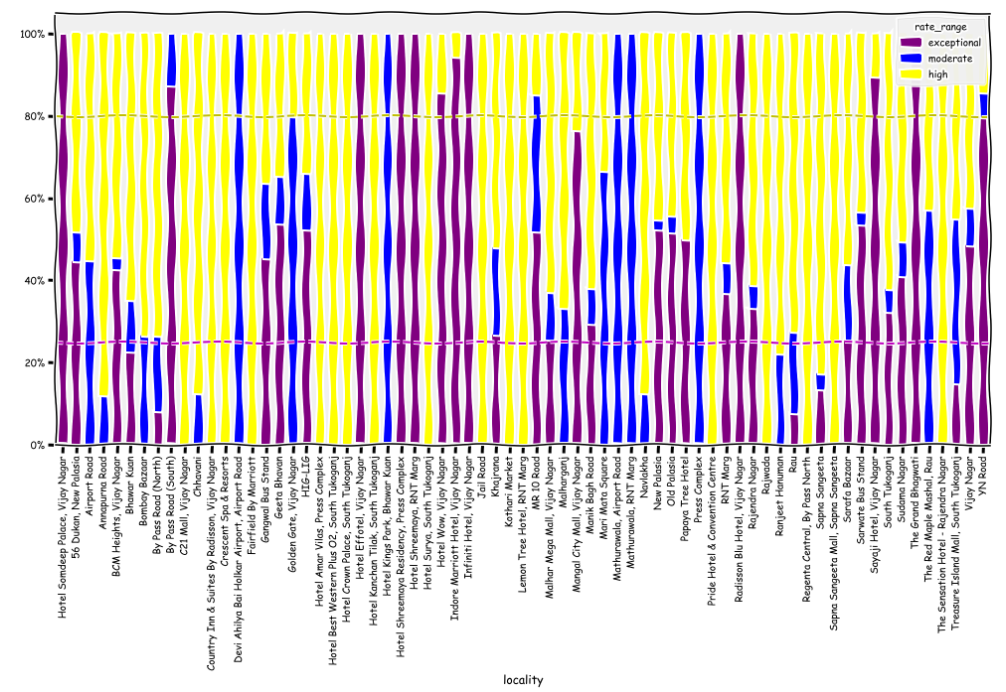 rate_range
exceptional
moderate
high
100%
80%
60%
40%
20%
0%
Hotel Somdeep Palace, Vijay Nagar
56 Dukan, New Palasia
Airport Road
Annapurna Road
BCM Heights, Vijay Nagar
Bhawar Kuan
Bombay Bazaar
By Pass Road (North)
By Pass Road (South)
C21 Mall, Vijay Nagar
Chhavani
Country Inn & Suites By Radisson, Vijay Nagar
Crescent Spa & Resorts
Devi Ahilya Bai Holkar Airport, Airport Road
Fairfield By Marriott
Gangwal Bus Stand
Geeta Bhavan
Golden Gate, Vijay Nagar
HIG-LIG
Hotel Amar Vilas, Press Complex
Hotel Best Western Plus O2, South Tukoganj
Hotel Crown Palace, South Tukoganj
Hotel Effotel, Vijay Nagar
Hotel Kanchan Tilak, South Tukoganj
Hotel Kings Park, Bhawar Kuan
Hotel Shreemaya Residency, Press Complex
Hotel Shreemaya, RNT Marg
Hotel Surya, South Tukoganj
Hotel Wow, Vijay Nagar
Indore Marriott Hotel, Vijay Nagar
Infiniti Hotel, Vijay Nagar
Jail Road
Khajrana
Kothari Market
Lemon Tree Hotel, RNT Marg
MR 10 Road
Malhar Mega Mall, Vijay Nagar
Malharganj
Mangal City Mall, Vijay Nagar
Manik Bagh Road
Mari Mata Square
Mathurawala, Airport Road
Mathurawala, RNT Marg
Navlakha
New Palasia
Old Palasia
Papaya Tree Hotel
Press Complex
Pride Hotel & Convention Centre
RNT Marg
Radisson Blu Hotel, Vijay Nagar
Rajendra Nagar
Rajwada
Ranjeet Hanuman
Rau
Regenta Central, By Pass North
Sapna Sangeeta
Sapna Sangeeta Mall, Sapna Sangeeta
Sarafa Bazaar
Sarwate Bus Stand
Sayaji Hotel, Vijay Nagar
South Tukoganj
Sudama Nagar
The Grand Bhagwati
The Red Maple Mashal, Rau
The Sensation Hotel - Rajendra Nagar
Treasure Island Mall, South Tukoganj
Vijay Nagar
YN Road
locality